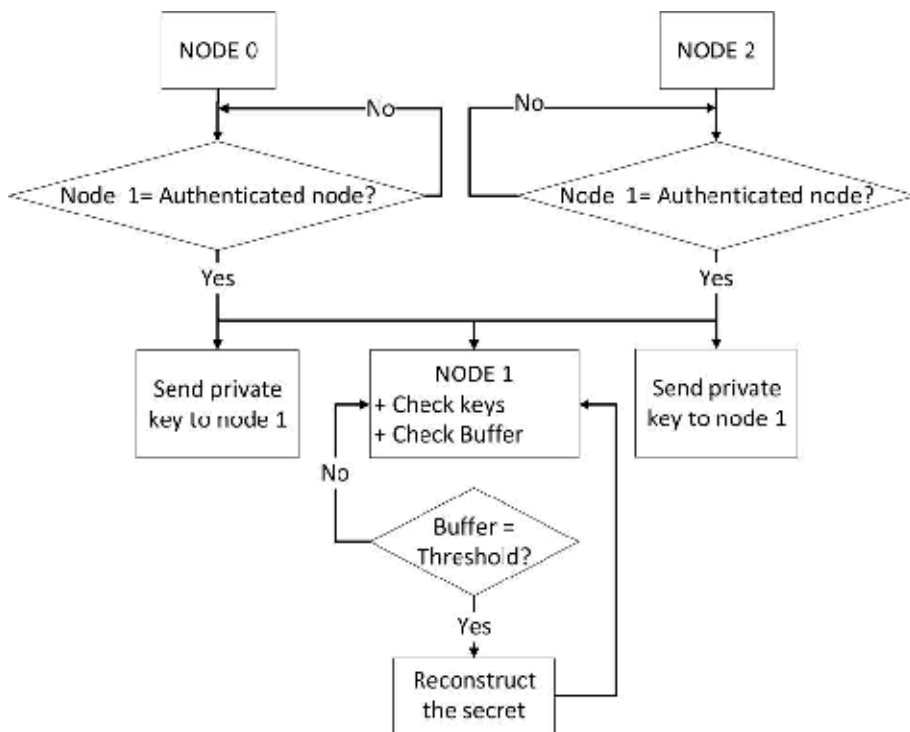 NODE 0
NODE 2
No
No
Node 1= Authenticated node?
Node 1= Authenticated node?
Yes
Yes
Send private
key to node 1
NODE 1
+ Check keys
+ Check Buffer
Send private
key to node 1
No
Buffer =
Threshold?
Yes
Reconstruct
the secret